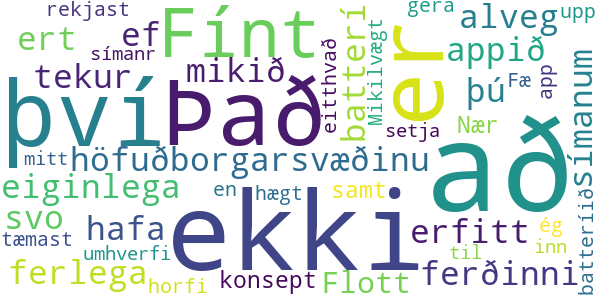 rekjast
gera
upp
ert
ef
Fínt
alveg
símanr
mikið
batterí
eitthvað
Mikilvægt
er
appið
tekur
því
Það
þú
app
Fæ
símanum
mitt
höfuðborgarsvæðinu
setja
Nær
að
eiginlega
ekki
en
hægt
samt
ég
batteríið
svo
hafa
erfitt
tæmast
umhverfi
til
inn
ferlega
horfi
konsept
Flott
ferðinni